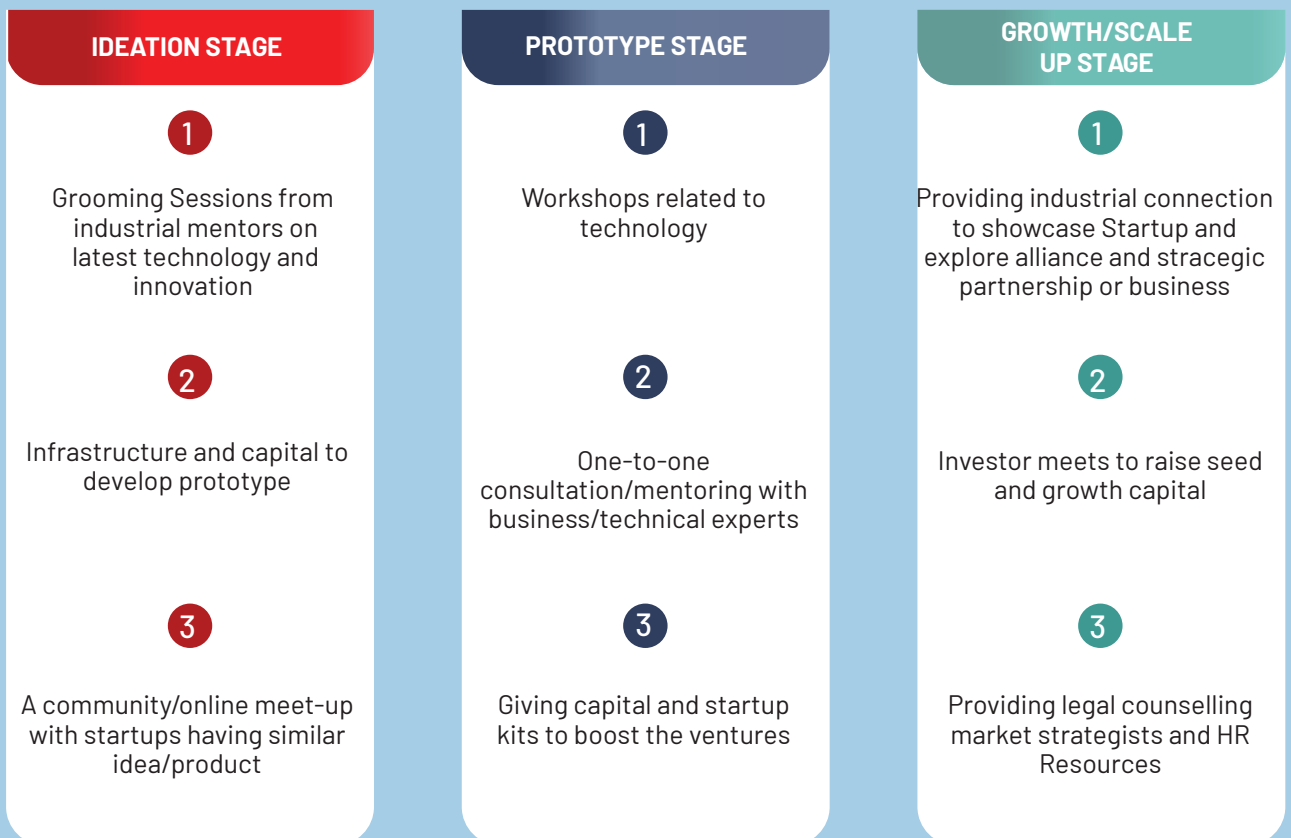 IDEATION STAGE
1
Grooming Sessions from
industrial mentors on
latest technology and
innovation
2
Infrastructure and capital to
develop prototype
3
A community/online meet-up
with startups having similar
idea/product
PROTOTYPE STAGE
1
Workshops related to
technology
2
One-to-one
consultation/mentoring with
business/technical experts
3
Giving capital and startup
kits to boost the ventures
GROWTH/SCALE
UP STAGE
1
Providing industrial connection
to showcase Startup and
explore alliance and stracegic
partnership or business
2
Investor meets to raise seed
and growth capital
3
Providing legal counselling
market strategists and HR
Resources